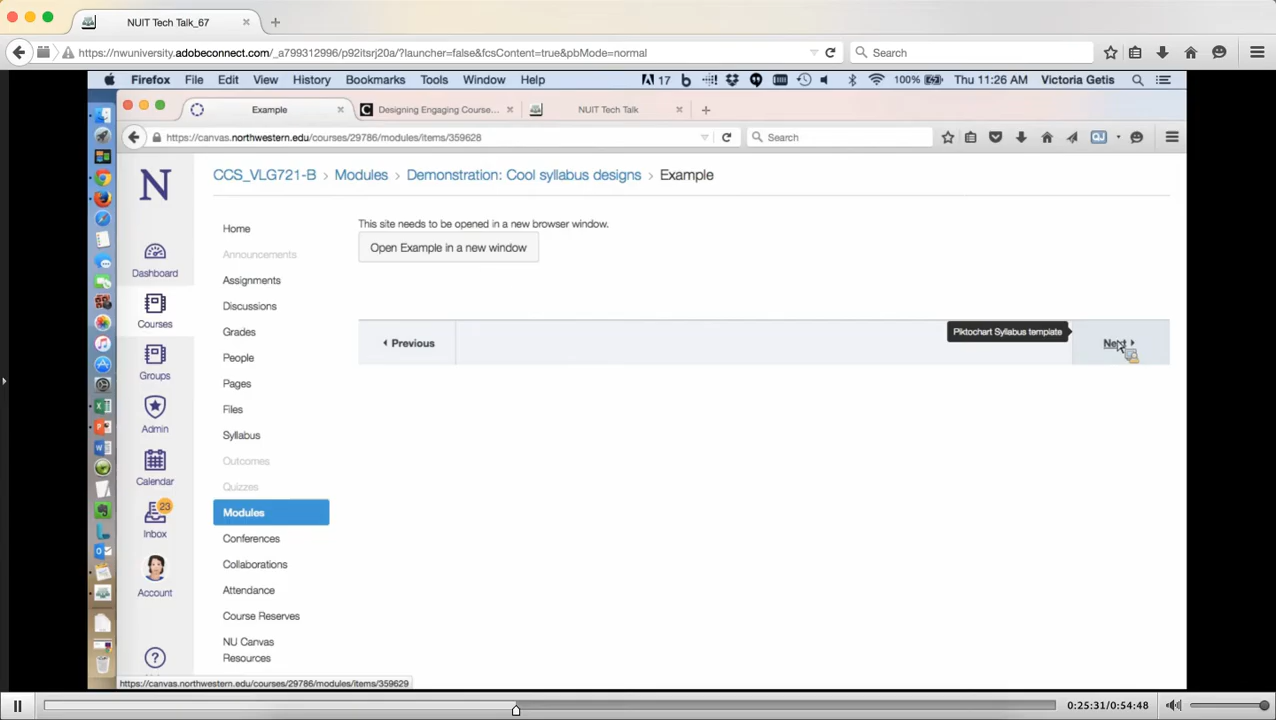 NUIT Tech Talk_67
https://nwuniversity.adobeconnect.com/_a799312996/p92itsrj20a/?launcher=false&fcsContent=true&pbMode=normal
Search
Firefox File Edit View History Bookmarks Tools Window Help
17
100%
Thu 11:26 AM Victoria Getis
Example
Designing Engaging Course...
NUIT Tech Talk
https://canvas.northwestern.edu/courses/29786/modules/items/359628
Search
N
CCS_VLG721-B > Modules > Demonstration: Cool syllabus designs > Example
Dashboard
Courses
Groups
Admin
Calendar
23
Inbox
Account
?
Home
Announcements
Assignments
Discussions
Grades
People
Pages
Files
Syllabus
Outcomes
Quizzes
Modules
Conferences
Collaborations
Attendance
Course Reserves
NU Canvas
Resources
This site needs to be opened in a new browser window.
Open Example in a new window
Previous
Piktochart Syllabus template
Next
https://canvas.northwestern.edu/courses/29786/modules/items/359629
0:25:31/0:54:48